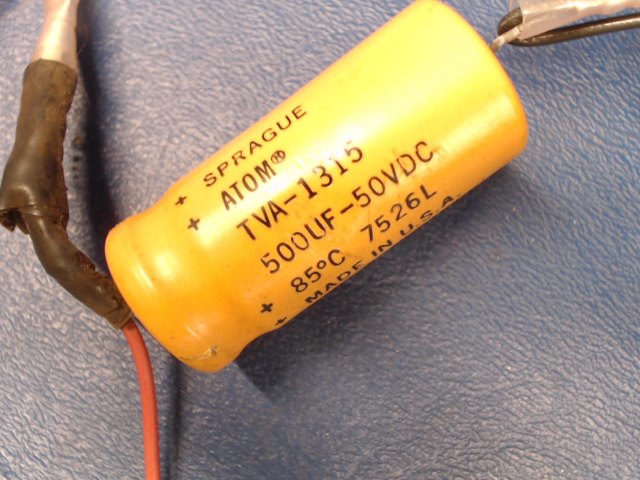 + SPRAGUE
+ ATOM®
TVA-1315
500UF-50VDC
+ 85°C 7526L
+ MADE IN U.S.A.